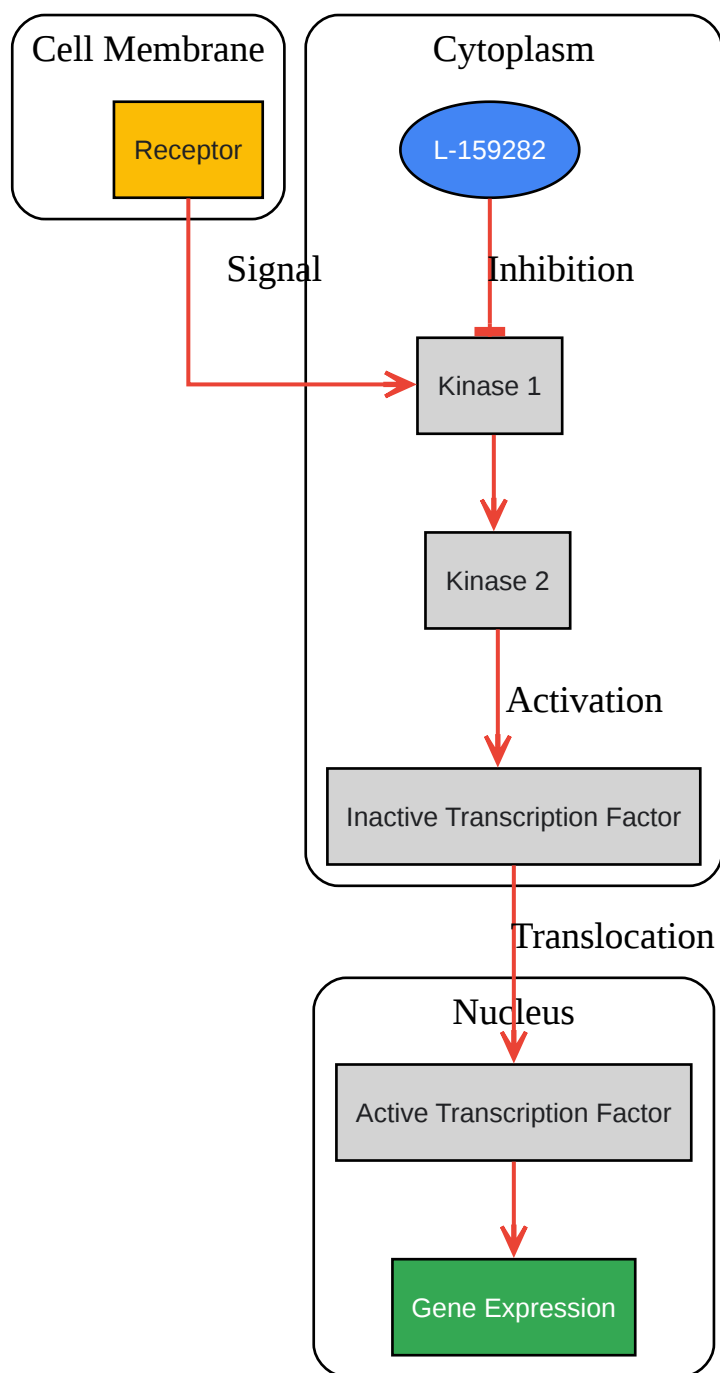 Cell Membrane
Cytoplasm
Receptor
L-159282
Signal
Inhibition
Kinase 1
Kinase 2
Activation
Inactive Transcription Factor
Translocation
Nucleus
Active Transcription Factor
Gene Expression